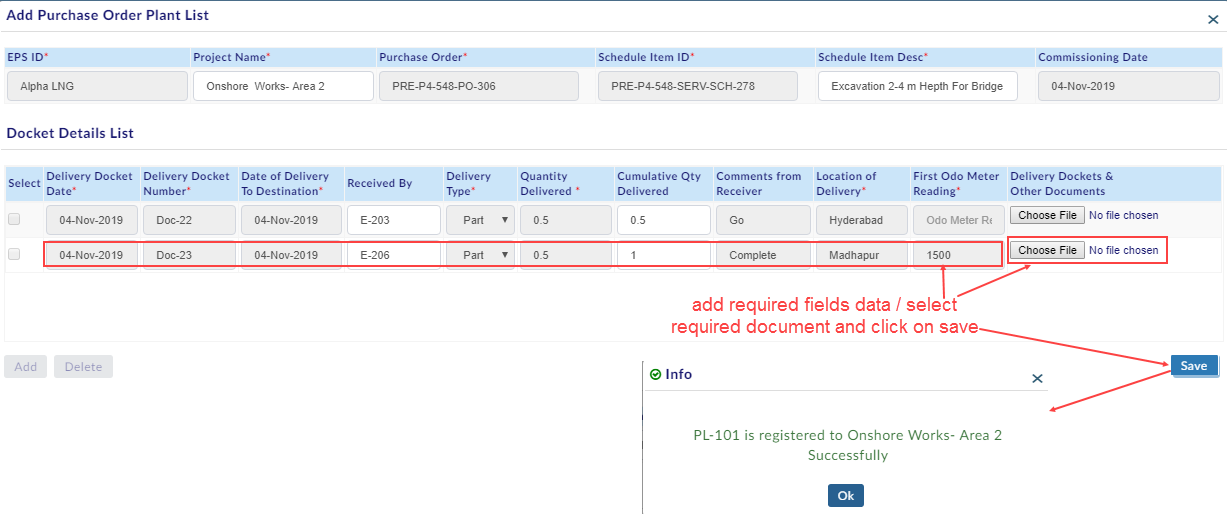 Add Purchase Order Plant List
×
EPS ID* Project Name* Purchase Order* Schedule Item ID* Schedule Item Desc* Commissioning Date
Alpha LNG Onshore Works- Area 2 PRE-P4-548-PO-306 PRE-P4-548-SERV-SCH-278 Excavation 2-4 m Hepth For Bridge 04-Nov-2019
Docket Details List
Select Delivery Docket Date* Delivery Docket Number* Date of Delivery To Destination* Received By Delivery Type* Quantity Delivered * Cumulative Qty Delivered Comments from Receiver Location of Delivery* First Odo Meter Reading* Delivery Dockets & Other Documents
04-Nov-2019 Doc-22 04-Nov-2019 E-203 Part 0.5 0.5 Go Hyderabad Odo Meter Re Choose File No file chosen
04-Nov-2019 Doc-23 04-Nov-2019 E-206 Part 0.5 1 Complete Madhapur 1500 Choose File No file chosen
add required fields data / select
required document and click on save
Add Delete Save
Info ×
PL-101 is registered to Onshore Works- Area 2
Successfully
Ok